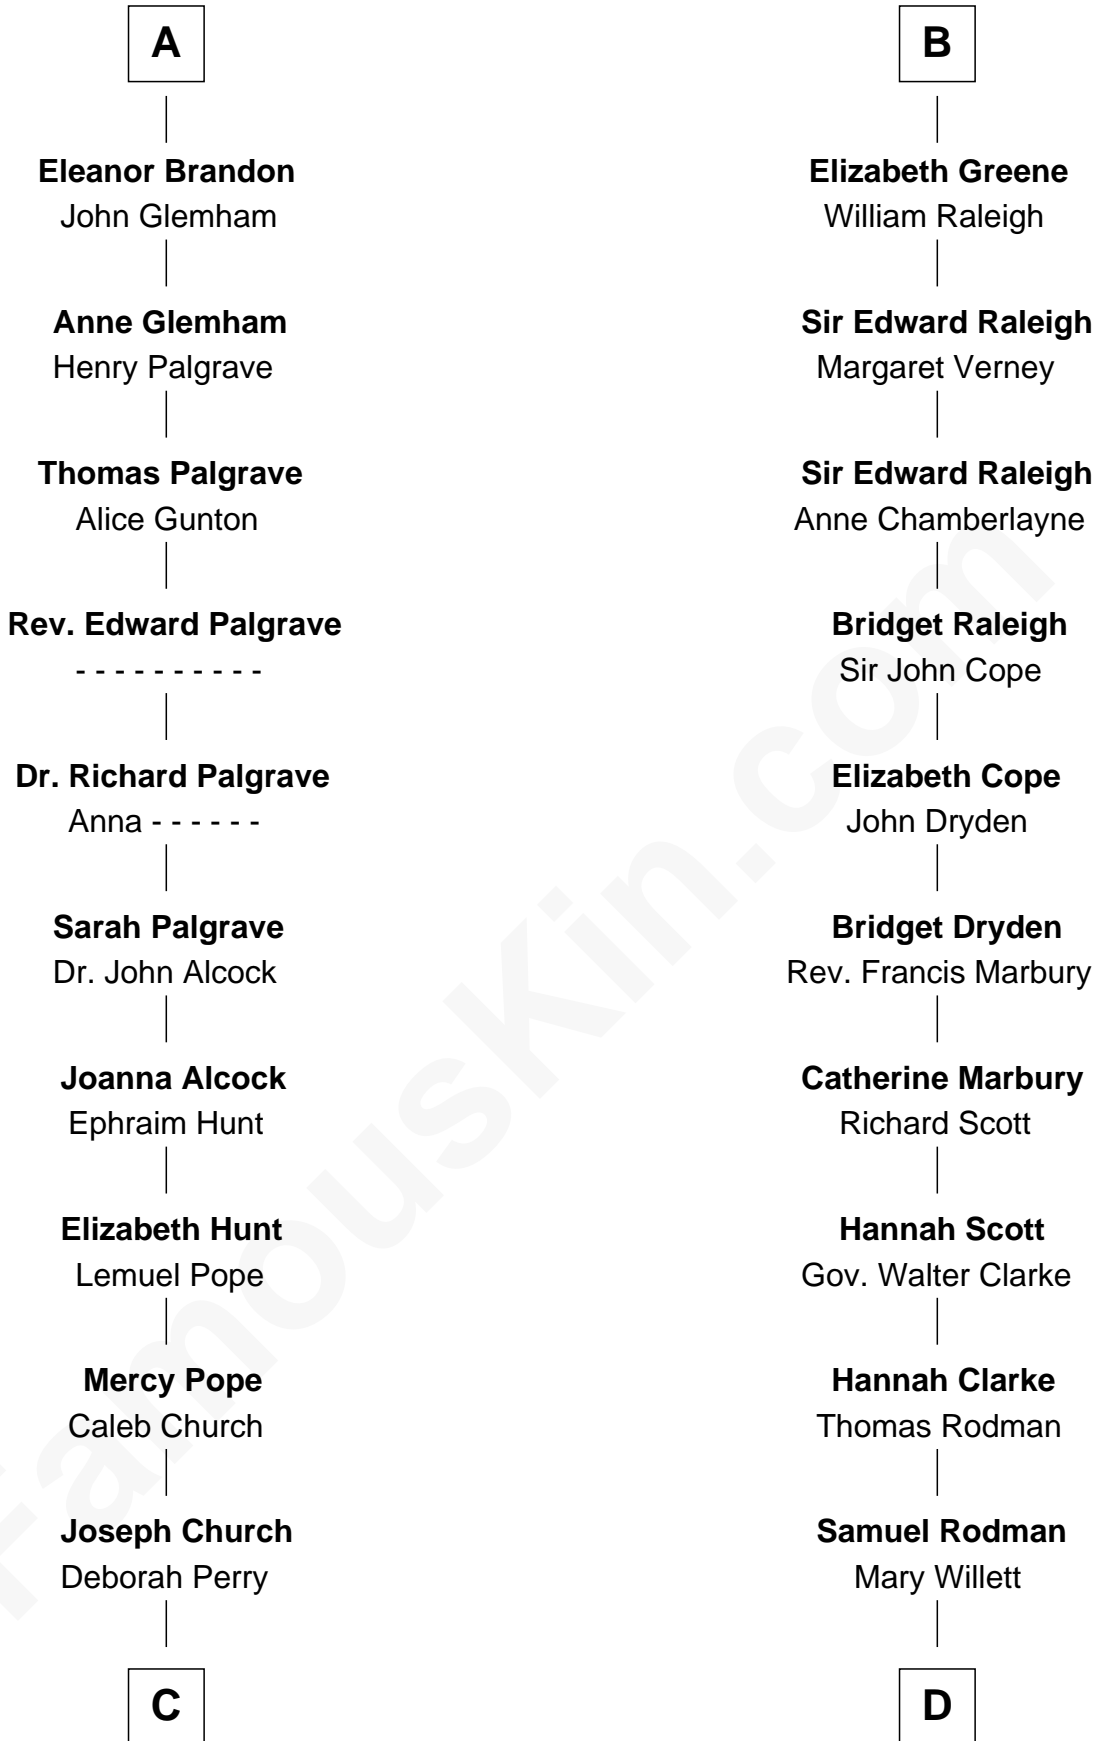 A
Eleanor Brandon
John Glemham
Anne Glemham
Henry Palgrave
Thomas Palgrave
Alice Gunton
Rev. Edward Palgrave
- - - - - - - - - -
Dr. Richard Palgrave
Anna - - - - - -
Sarah Palgrave
Dr. John Alcock
Joanna Alcock
Ephraim Hunt
Elizabeth Hunt
Lemuel Pope
Mercy Pope
Caleb Church
Joseph Church
Deborah Perry
C
B
Elizabeth Greene
William Raleigh
Sir Edward Raleigh
Margaret Verney
Sir Edward Raleigh
Anne Chamberlayne
Bridget Raleigh
Sir John Cope
Elizabeth Cope
John Dryden
Bridget Dryden
Rev. Francis Marbury
Catherine Marbury
Richard Scott
Hannah Scott
Gov. Walter Clarke
Hannah Clarke
Thomas Rodman
Samuel Rodman
Mary Willett
D
FamousKin.com